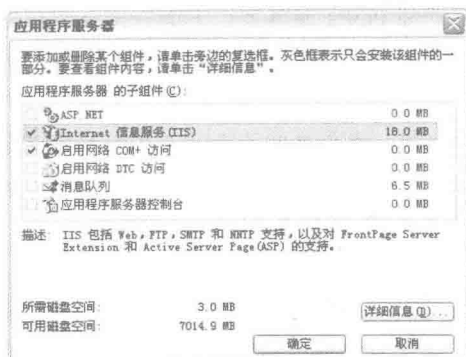 应用程序服务器
要添加或删除某个组件，请单击旁边的复选框。灰色框表示只会安装该组件的一
部分。要查看组件内容，请单击“详细信息”。
应用程序服务器 的子组件(C):
ASP.NET 0.0 MB
Internet 信息服务(IIS) 18.0 MB
启用网络 COM+ 访问 0.0 MB
启用网络 DTC 访问 0.0 MB
消息队列 6.5 MB
应用程序服务器控制台 0.0 MB
描述: IIS 包括 Web，FTP，SMTP 和 NNTP 支持，以及对 FrontPage Server
Extension 和 Active Server Page(ASP) 的支持。
所需磁盘空间: 3.0 MB 详细信息(D)...
可用磁盘空间: 7014.9 MB
确定 取消